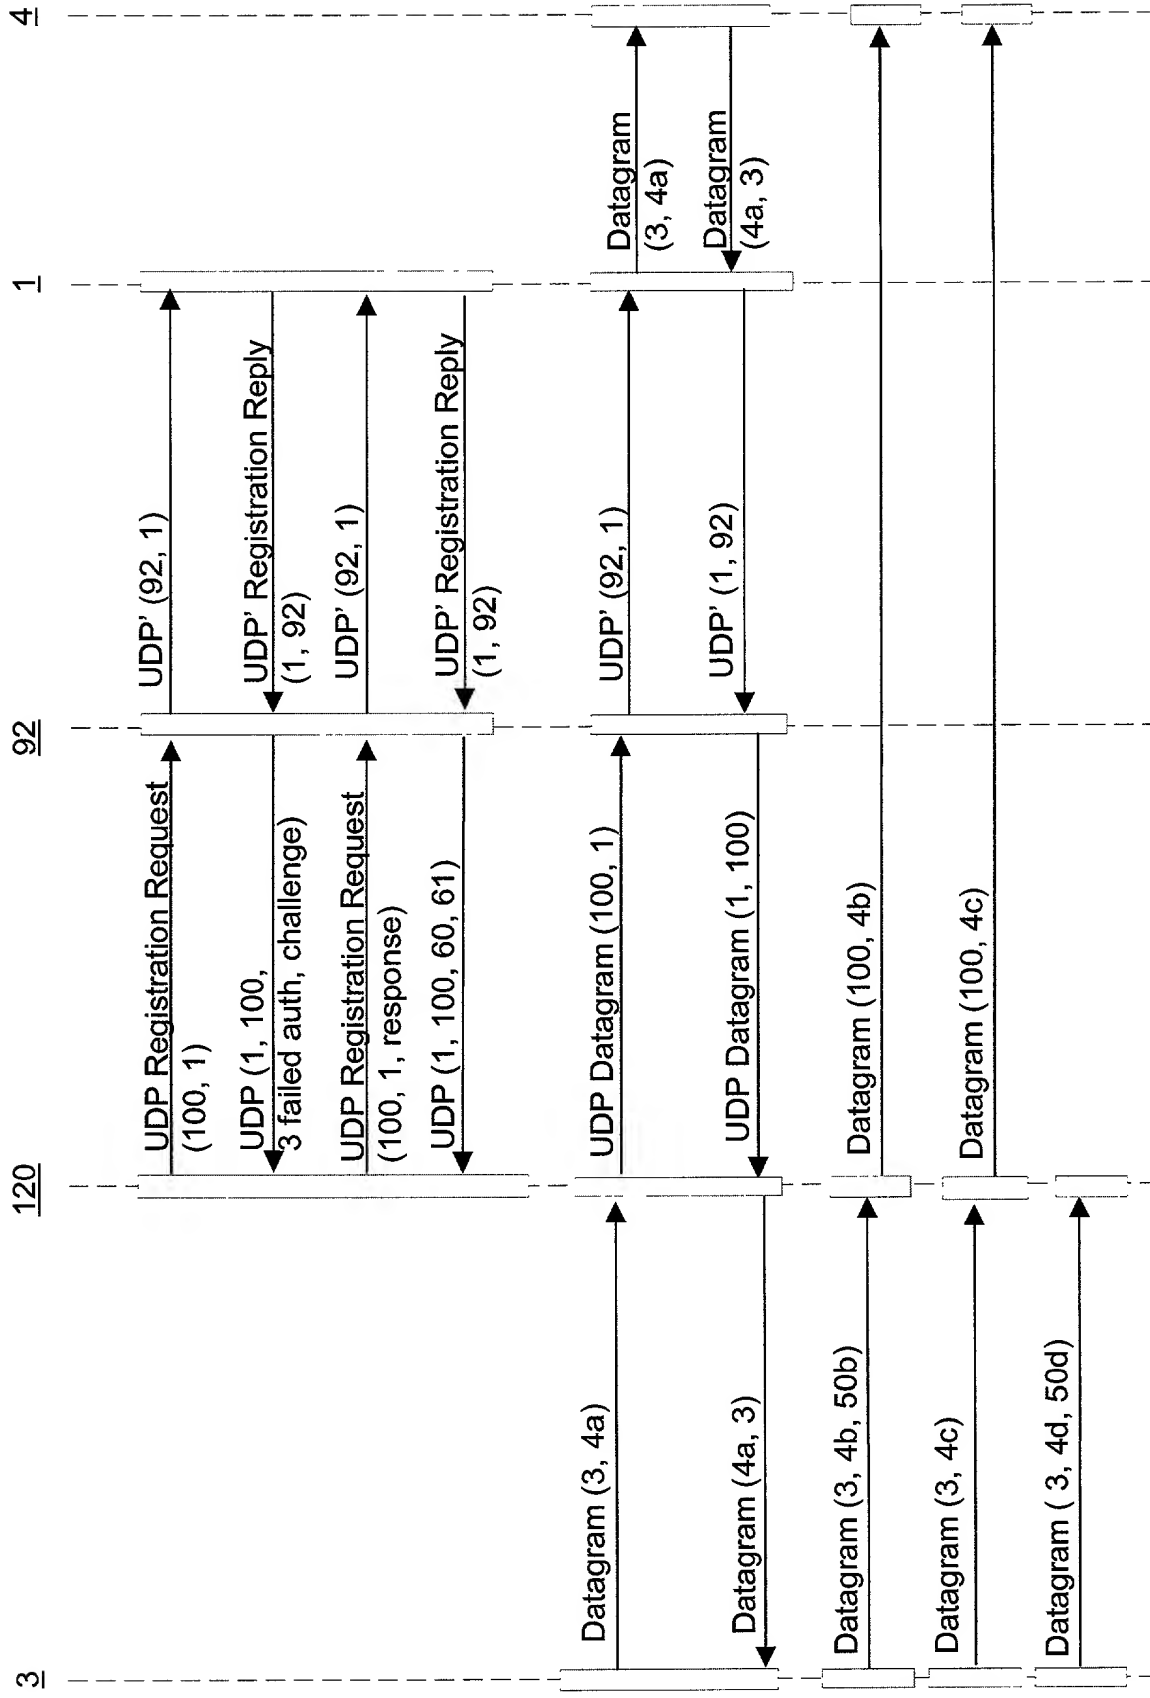 3
120
92
1
4
UDP Registration Request
(100, 1)
UDP' (92, 1)
UDP (1, 100,
3 failed auth, challenge)
UDP' Registration Reply
(1, 92)
UDP Registration Request
(100, 1, response)
UDP' (92, 1)
UDP (1, 100, 60, 61)
UDP' Registration Reply
(1, 92)
Datagram (3, 4a)
UDP Datagram (100, 1)
UDP' (92, 1)
Datagram
(3, 4a)
Datagram (4a, 3)
UDP Datagram (1, 100)
UDP' (1, 92)
Datagram
(4a, 3)
Datagram (3, 4b, 50b)
Datagram (100, 4b)
Datagram (3, 4c)
Datagram (100, 4c)
Datagram ( 3, 4d, 50d)